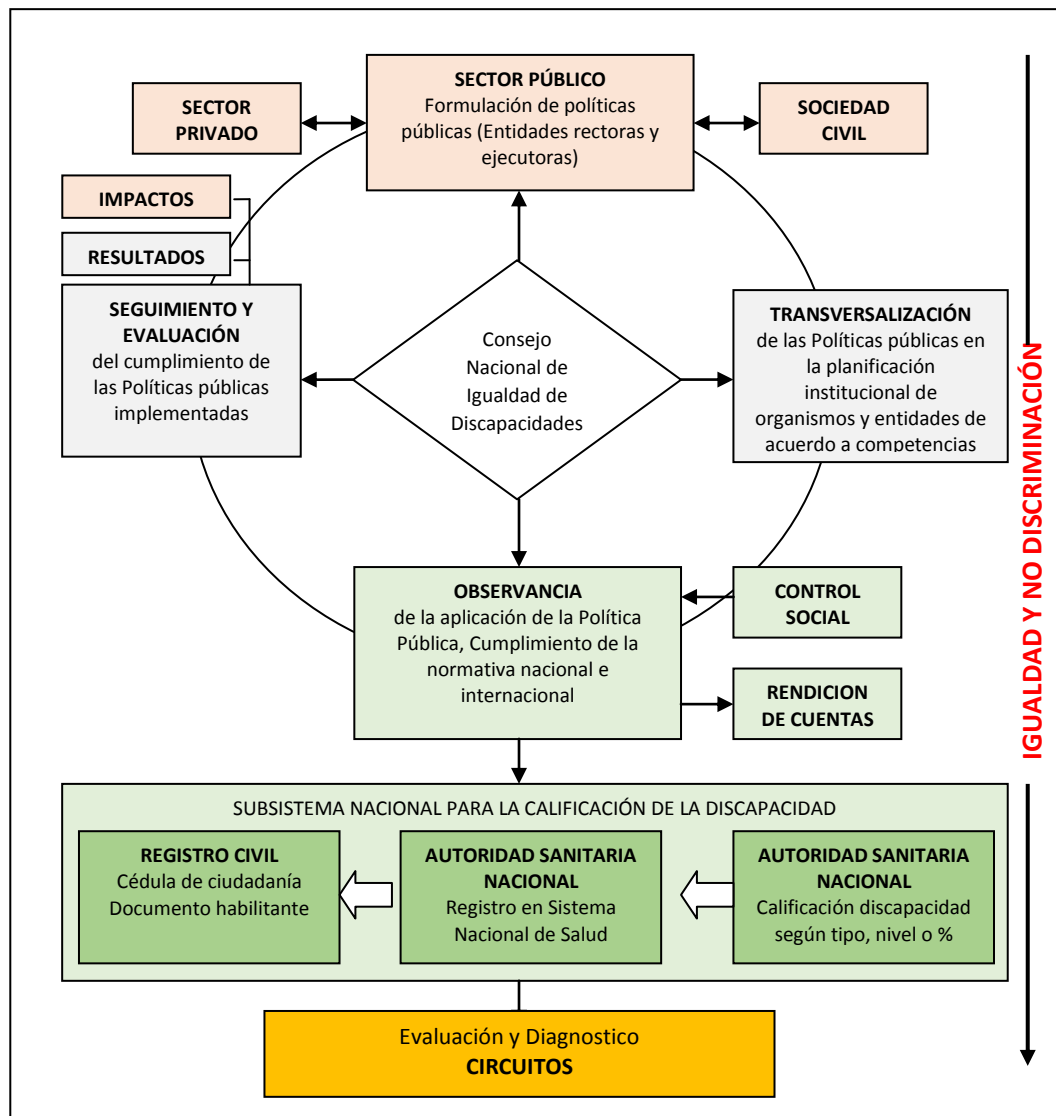 SECTOR PÚBLICO
Formulación de políticas
públicas (Entidades rectoras y
ejecutoras)
SECTOR
PRIVADO
SOCIEDAD
CIVIL
IMPACTOS
RESULTADOS
SEGUIMIENTO Y
EVALUACIÓN
del cumplimiento de
las Políticas públicas
implementadas
Consejo
Nacional de
Igualdad de
Discapacidades
TRANSVERSALIZACIÓN
de las Políticas públicas en
la planificación
institucional de
organismos y entidades de
acuerdo a competencias
IGUALDAD Y NO DISCRIMINACIÓN
OBSERVANCIA
de la aplicación de la Política
Pública, Cumplimiento de la
normativa nacional e
internacional
CONTROL
SOCIAL
RENDICION
DE CUENTAS
SUBSISTEMA NACIONAL PARA LA CALIFICACIÓN DE LA DISCAPACIDAD
REGISTRO CIVIL
Cédula de ciudadanía
Documento habilitante
AUTORIDAD SANITARIA
NACIONAL
Registro en Sistema
Nacional de Salud
AUTORIDAD SANITARIA
NACIONAL
Calificación discapacidad
según tipo, nivel o %
Evaluación y Diagnostico
CIRCUITOS